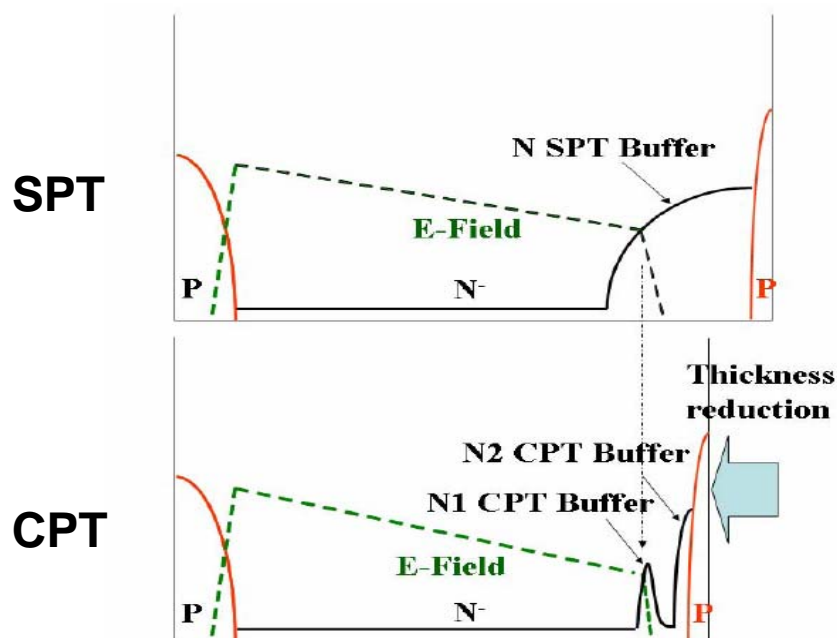 SPT
N SPT Buffer
E-Field
P
N-
P
Thickness
reduction
N2 CPT Buffer
N1 CPT Buffer
CPT
E-Field
P
N-
P